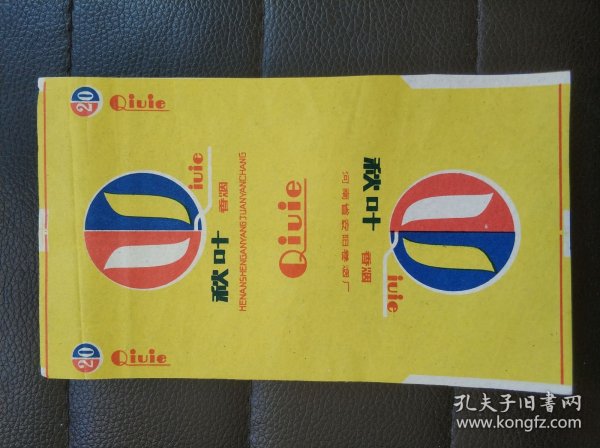 20 Qiuie
iuie
秋叶
香烟
HENANSHENGANYANGJUANYANCHANG
Qiuie
河南省安阳卷烟厂
秋叶
香烟
iuie
20 Qiuie
孔夫子旧书网
www.kongfz.com